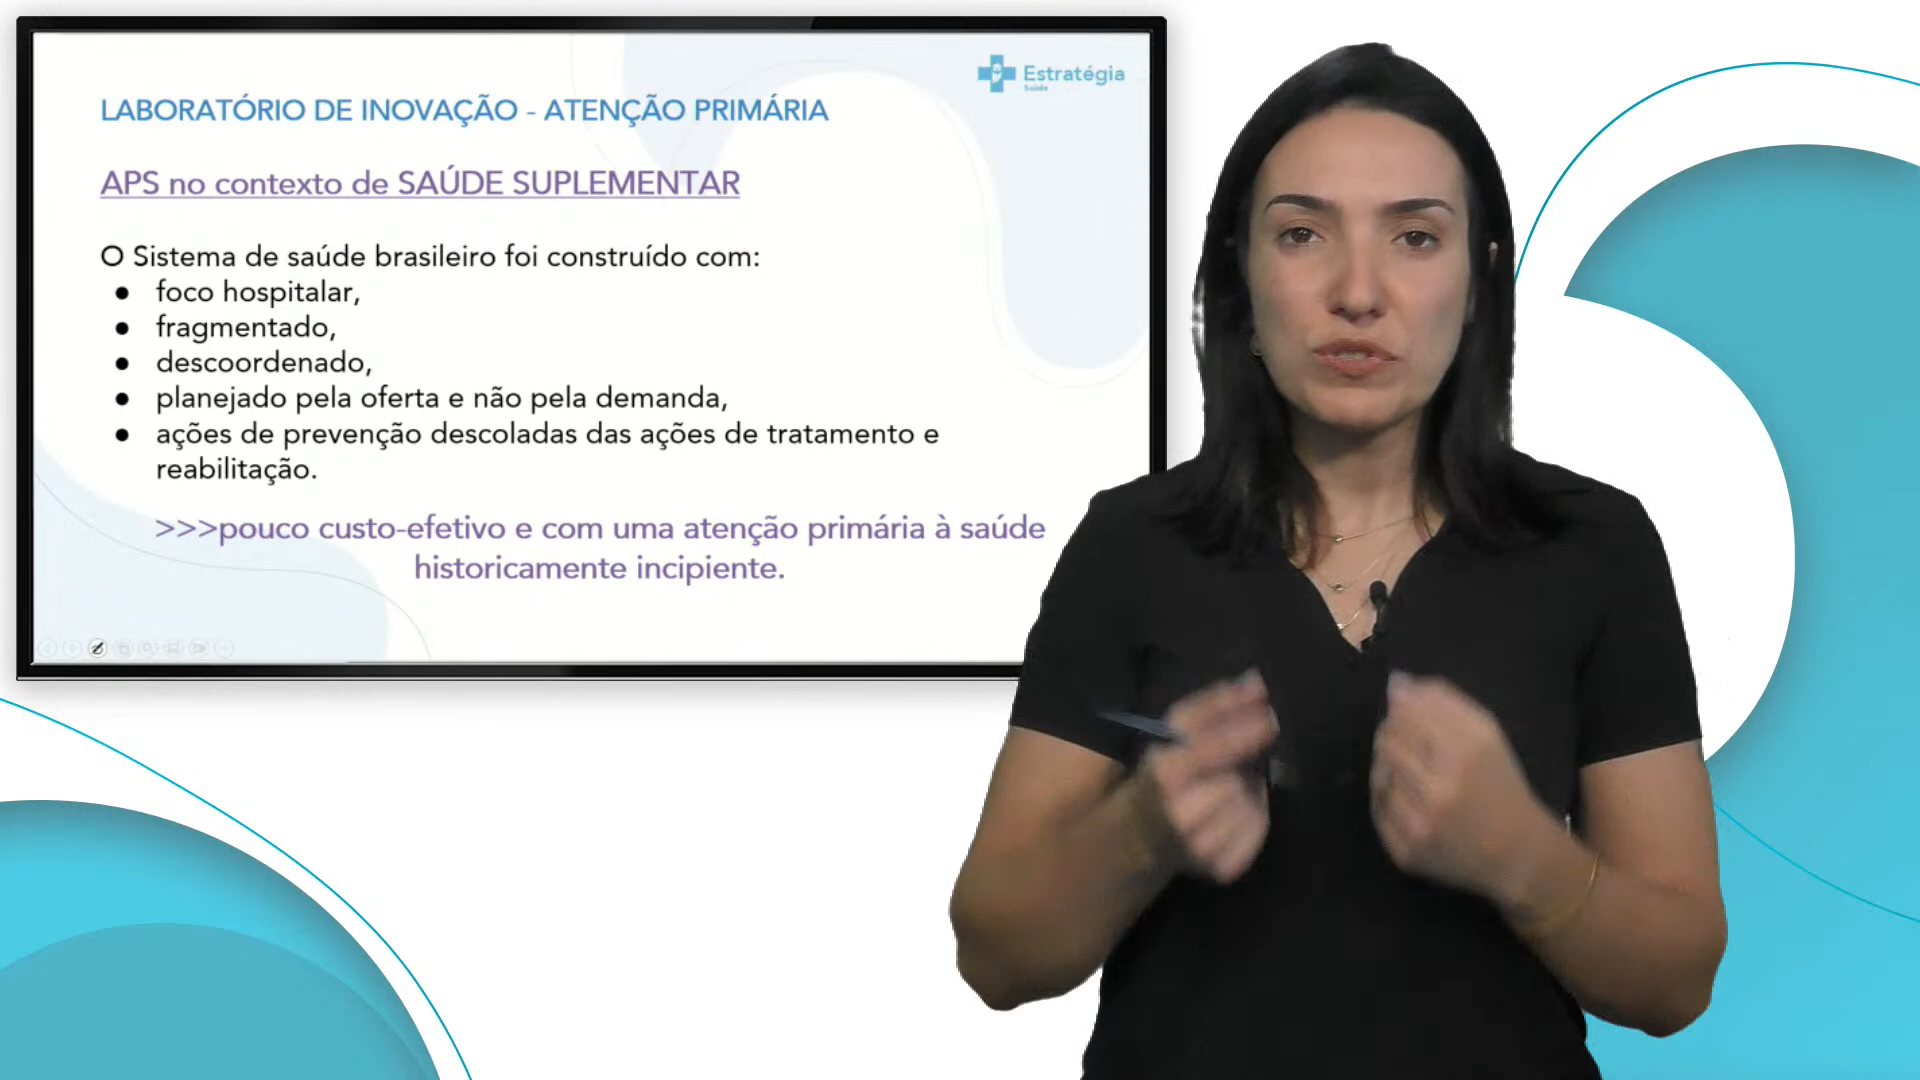 Estratégia
Saúde
LABORATÓRIO DE INOVAÇÃO - ATENÇÃO PRIMÁRIA
APS no contexto de SAÚDE SUPLEMENTAR
O Sistema de saúde brasileiro foi construído com:
● foco hospitalar,
● fragmentado,
● descoordenado,
● planejado pela oferta e não pela demanda,
● ações de prevenção descoladas das ações de tratamento e
reabilitação.
>>>pouco custo-efetivo e com uma atenção primária à saúde
historicamente incipiente.